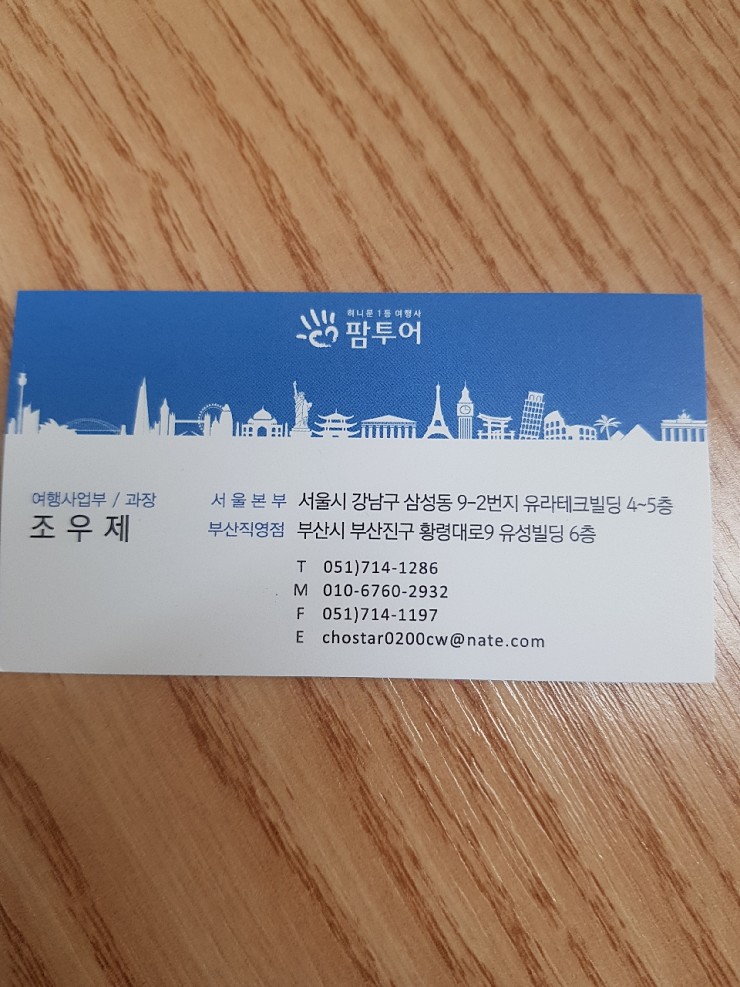 허니문 1등 여행사
팜투어
여행사업부 / 과장
조우제
서울본부 서울시 강남구 삼성동 9-2번지 유라테크빌딩 4~5층
부산직영점 부산시 부산진구 황령대로9 유성빌딩 6층
T 051)714-1286
M 010-6760-2932
F 051)714-1197
E chostar0200cw@nate.com